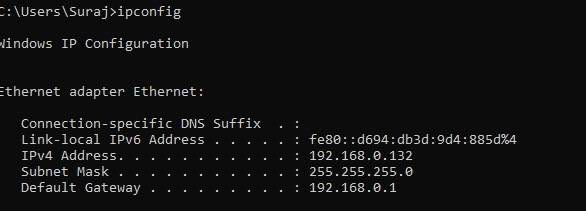 C:\Users\Suraj>ipconfig
Windows IP Configuration
Ethernet adapter Ethernet:
Connection-specific DNS Suffix . :
Link-local IPv6 Address . . . . . : fe80::d694:db3d:9d4:885d%4
IPv4 Address. . . . . . . . . . . : 192.168.0.132
Subnet Mask . . . . . . . . . . . : 255.255.255.0
Default Gateway . . . . . . . . . : 192.168.0.1